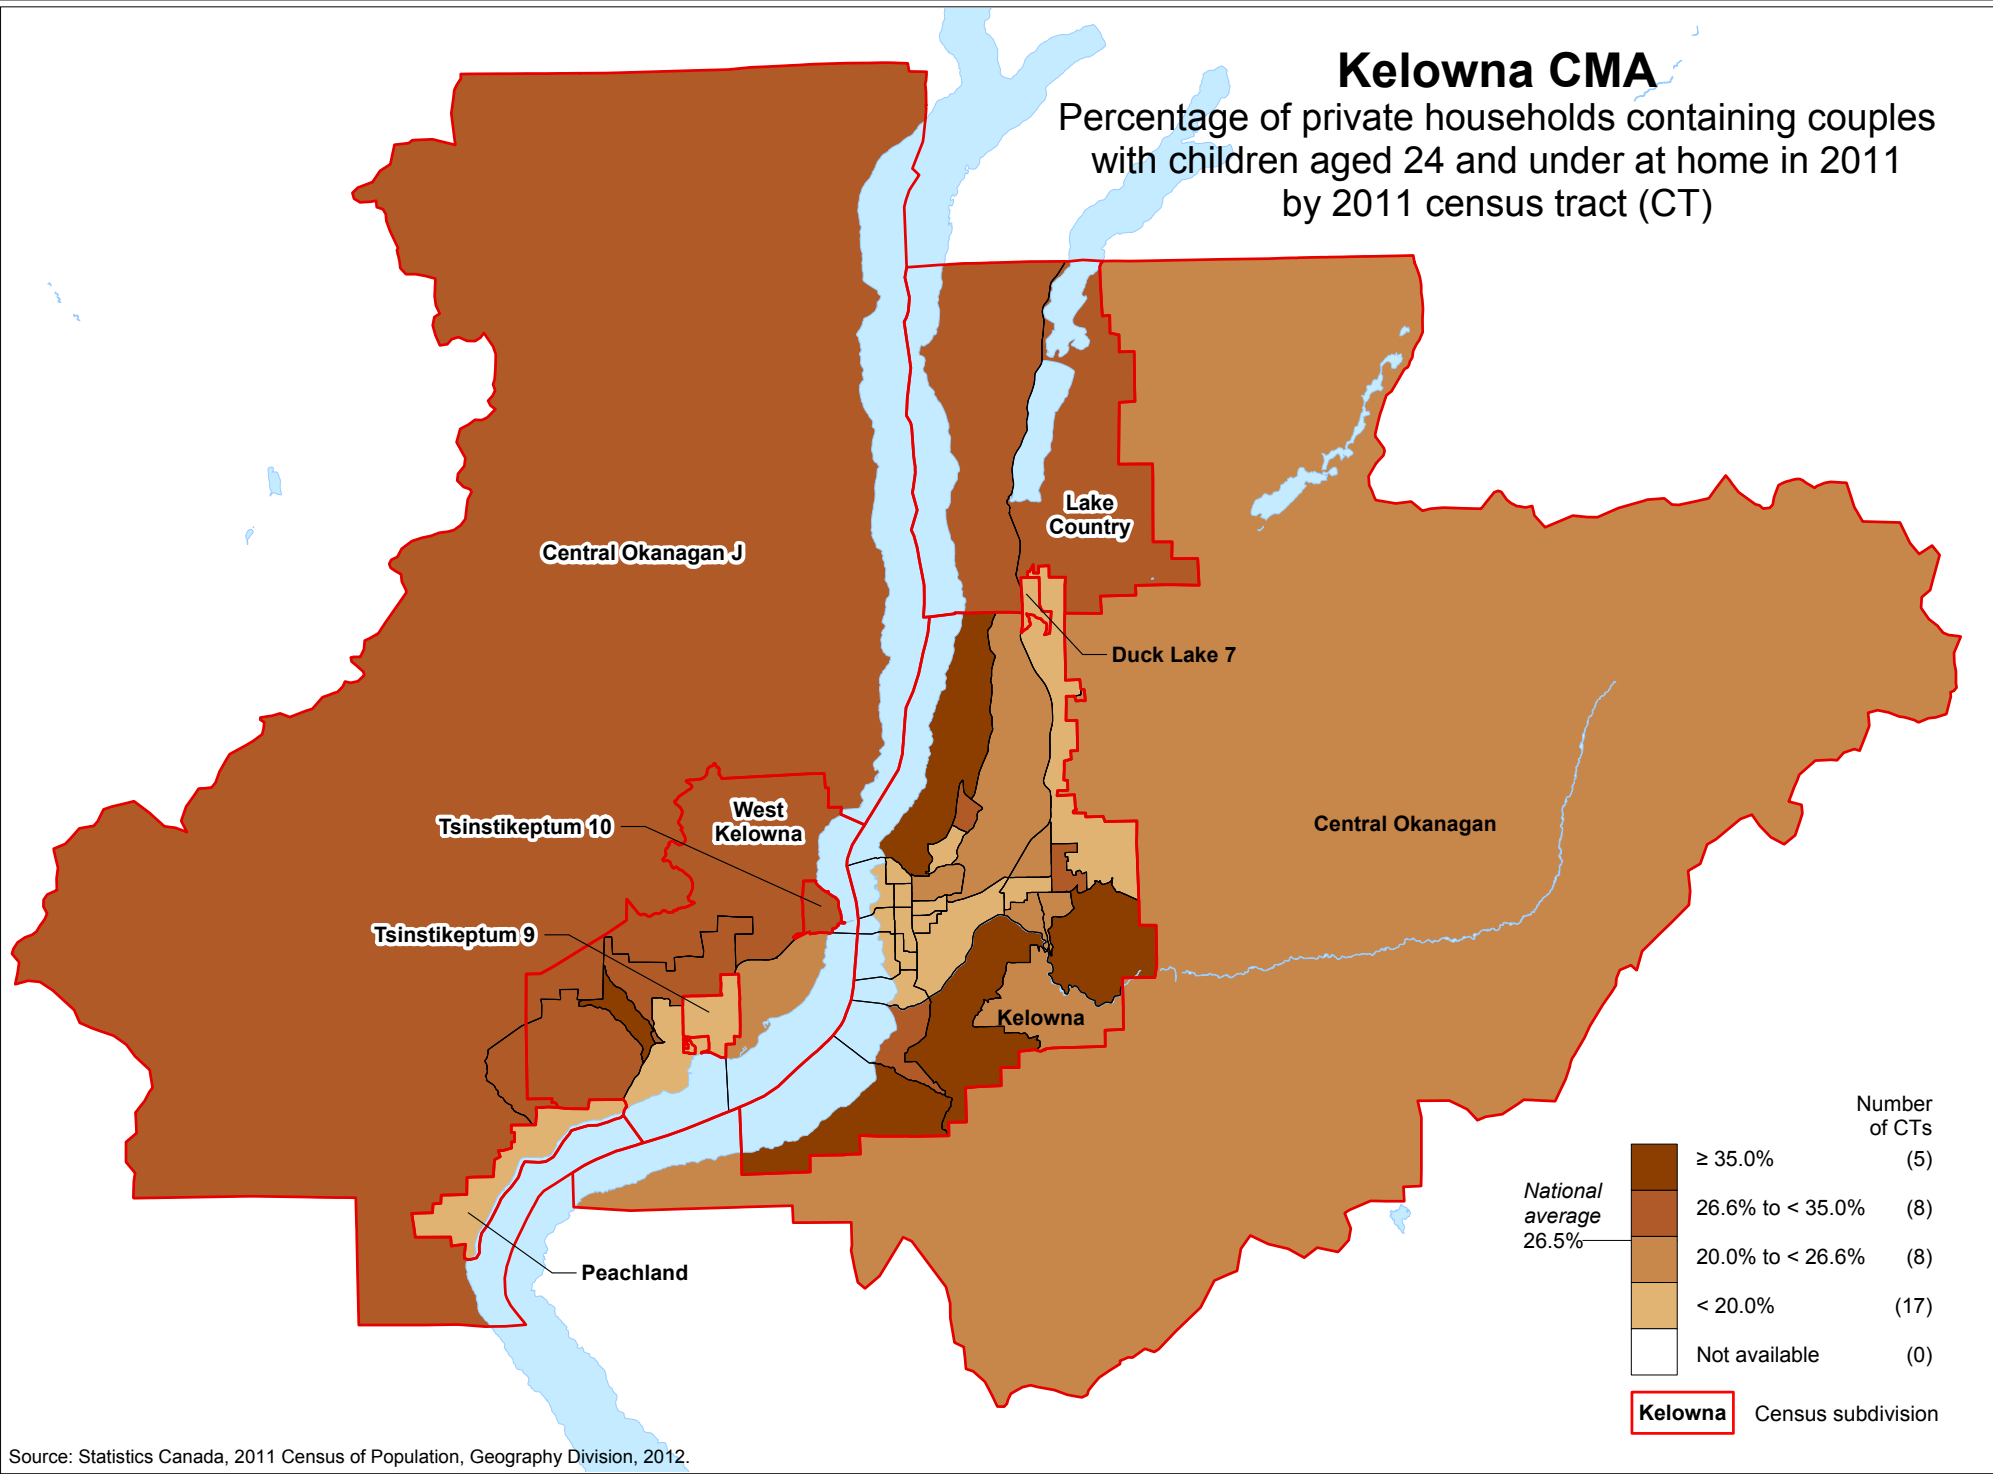 Kelowna CMA
Percentage of private households containing couples
with children aged 24 and under at home in 2011
by 2011 census tract (CT)
Central Okanagan J
Lake
Country
Duck Lake 7
West
Kelowna
Tsinstikeptum 10
Central Okanagan
Tsinstikeptum 9
Kelowna
Peachland
Number
of CTs
≥ 35.0% (5)
26.6% to < 35.0% (8)
20.0% to < 26.6% (8)
< 20.0% (17)
Not available (0)
National
average
26.5%
Kelowna Census subdivision
Source: Statistics Canada, 2011 Census of Population, Geography Division, 2012.